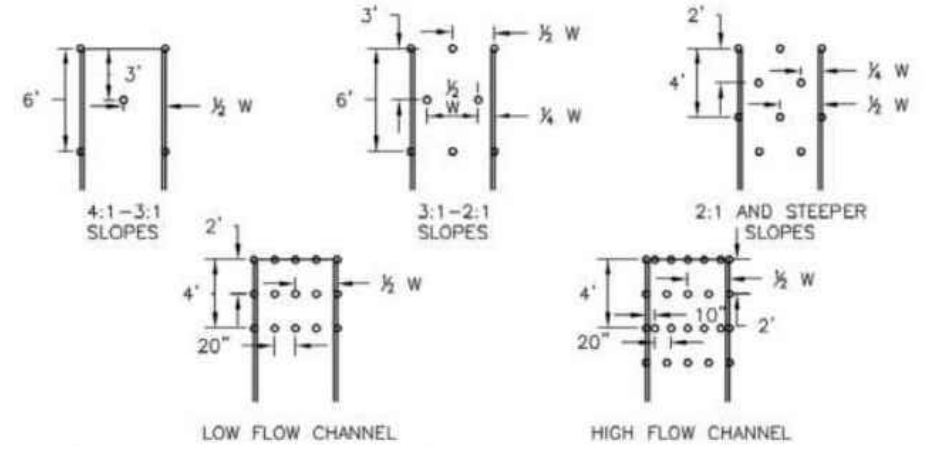 6'
3'
½ W
4:1-3:1
SLOPES
3'
½ W
6'
½
W
¼ W
3:1-2:1
SLOPES
2'
¼ W
4'
½ W
2:1 AND STEEPER
SLOPES
2'
½ W
4'
20"
LOW FLOW CHANNEL
½ W
4'
10"
2'
20"
HIGH FLOW CHANNEL